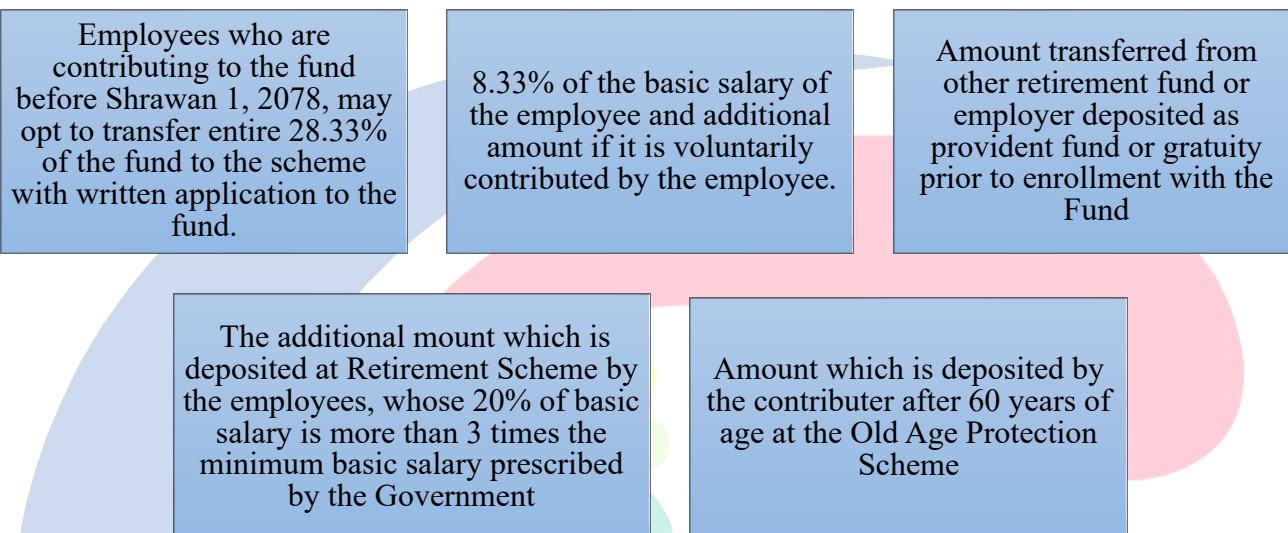 Employees who are
contributing to the fund
before Shrawan 1, 2078, may
opt to transfer entire 28.33%
of the fund to the scheme
with written application to the
fund.
8.33% of the basic salary of
the employee and additional
amount if it is voluntarily
contributed by the employee.
Amount transferred from
other retirement fund or
employer deposited as
provident fund or gratuity
prior to enrollment with the
Fund
The additional mount which is
deposited at Retirement Scheme by
the employees, whose 20% of basic
salary is more than 3 times the
minimum basic salary prescribed
by the Government
Amount which is deposited by
the contributer after 60 years of
age at the Old Age Protection
Scheme